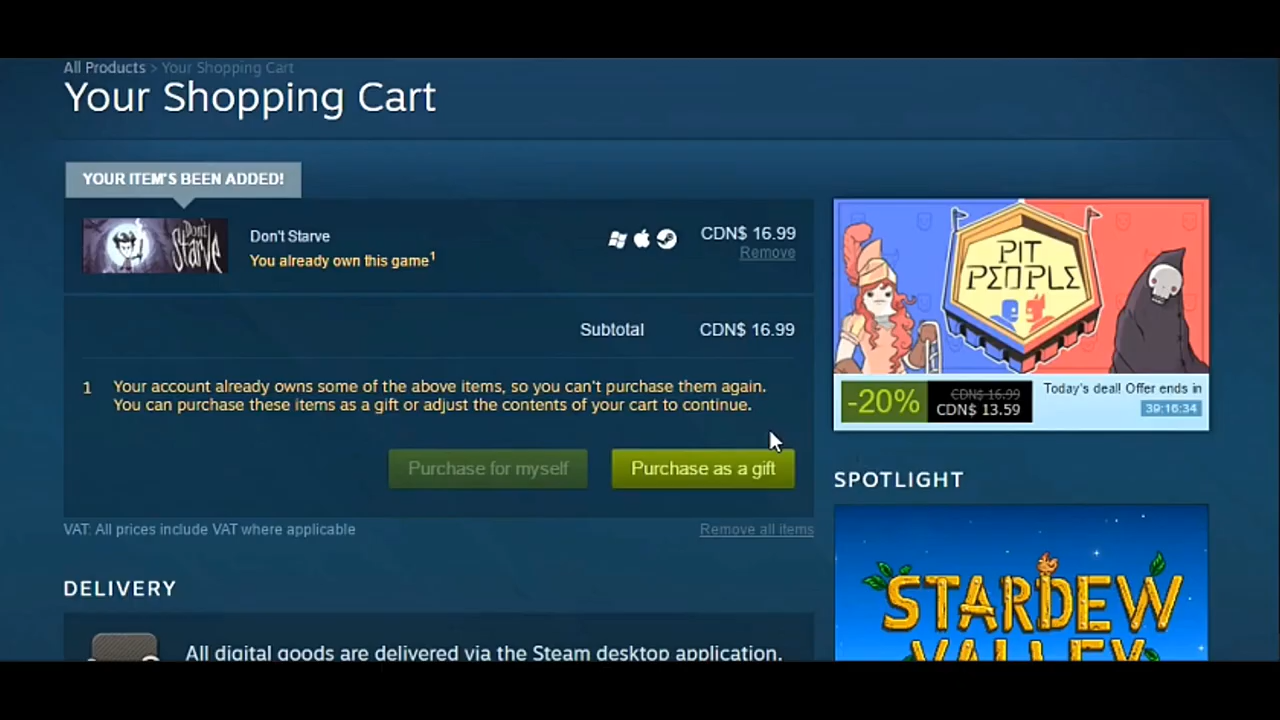 All Products > Your Shopping Cart
Your Shopping Cart
YOUR ITEM'S BEEN ADDED!
Don't Starve
Don't Starve
You already own this game1
CDN$ 16.99
Remove
Subtotal CDN$ 16.99
1 Your account already owns some of the above items, so you can't purchase them again.
You can purchase these items as a gift or adjust the contents of your cart to continue.
Purchase for myself
Purchase as a gift
VAT: All prices include VAT where applicable
Remove all items
DELIVERY
All digital goods are delivered via the Steam desktop application.
PIT
PEOPLE
-20%
CDN$ 16.99
CDN$ 13.59
Today's deal! Offer ends in
39:16:34
SPOTLIGHT
STARDEW
VALLEY